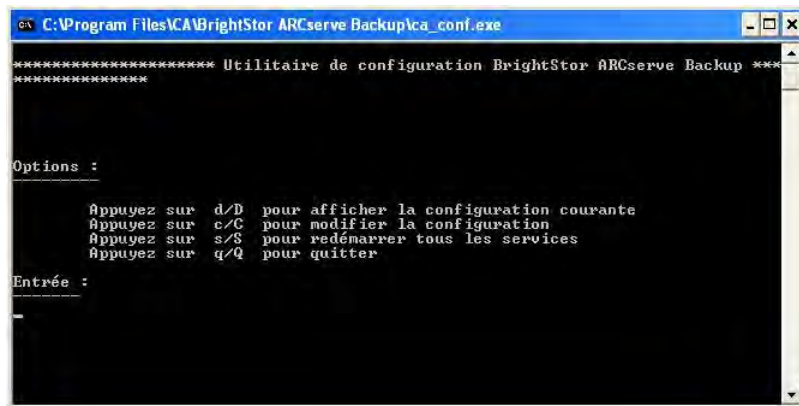 C:\Program Files\CA\BrightStor ARCserve Backup\ca_conf.exe
********************* Utilitaire de configuration BrightStor ARCserve Backup ***
**************
Options :
Appuyez sur d/D pour afficher la configuration courante
Appuyez sur c/C pour modifier la configuration
Appuyez sur s/S pour redémarrer tous les services
Appuyez sur q/Q pour quitter
Entrée :